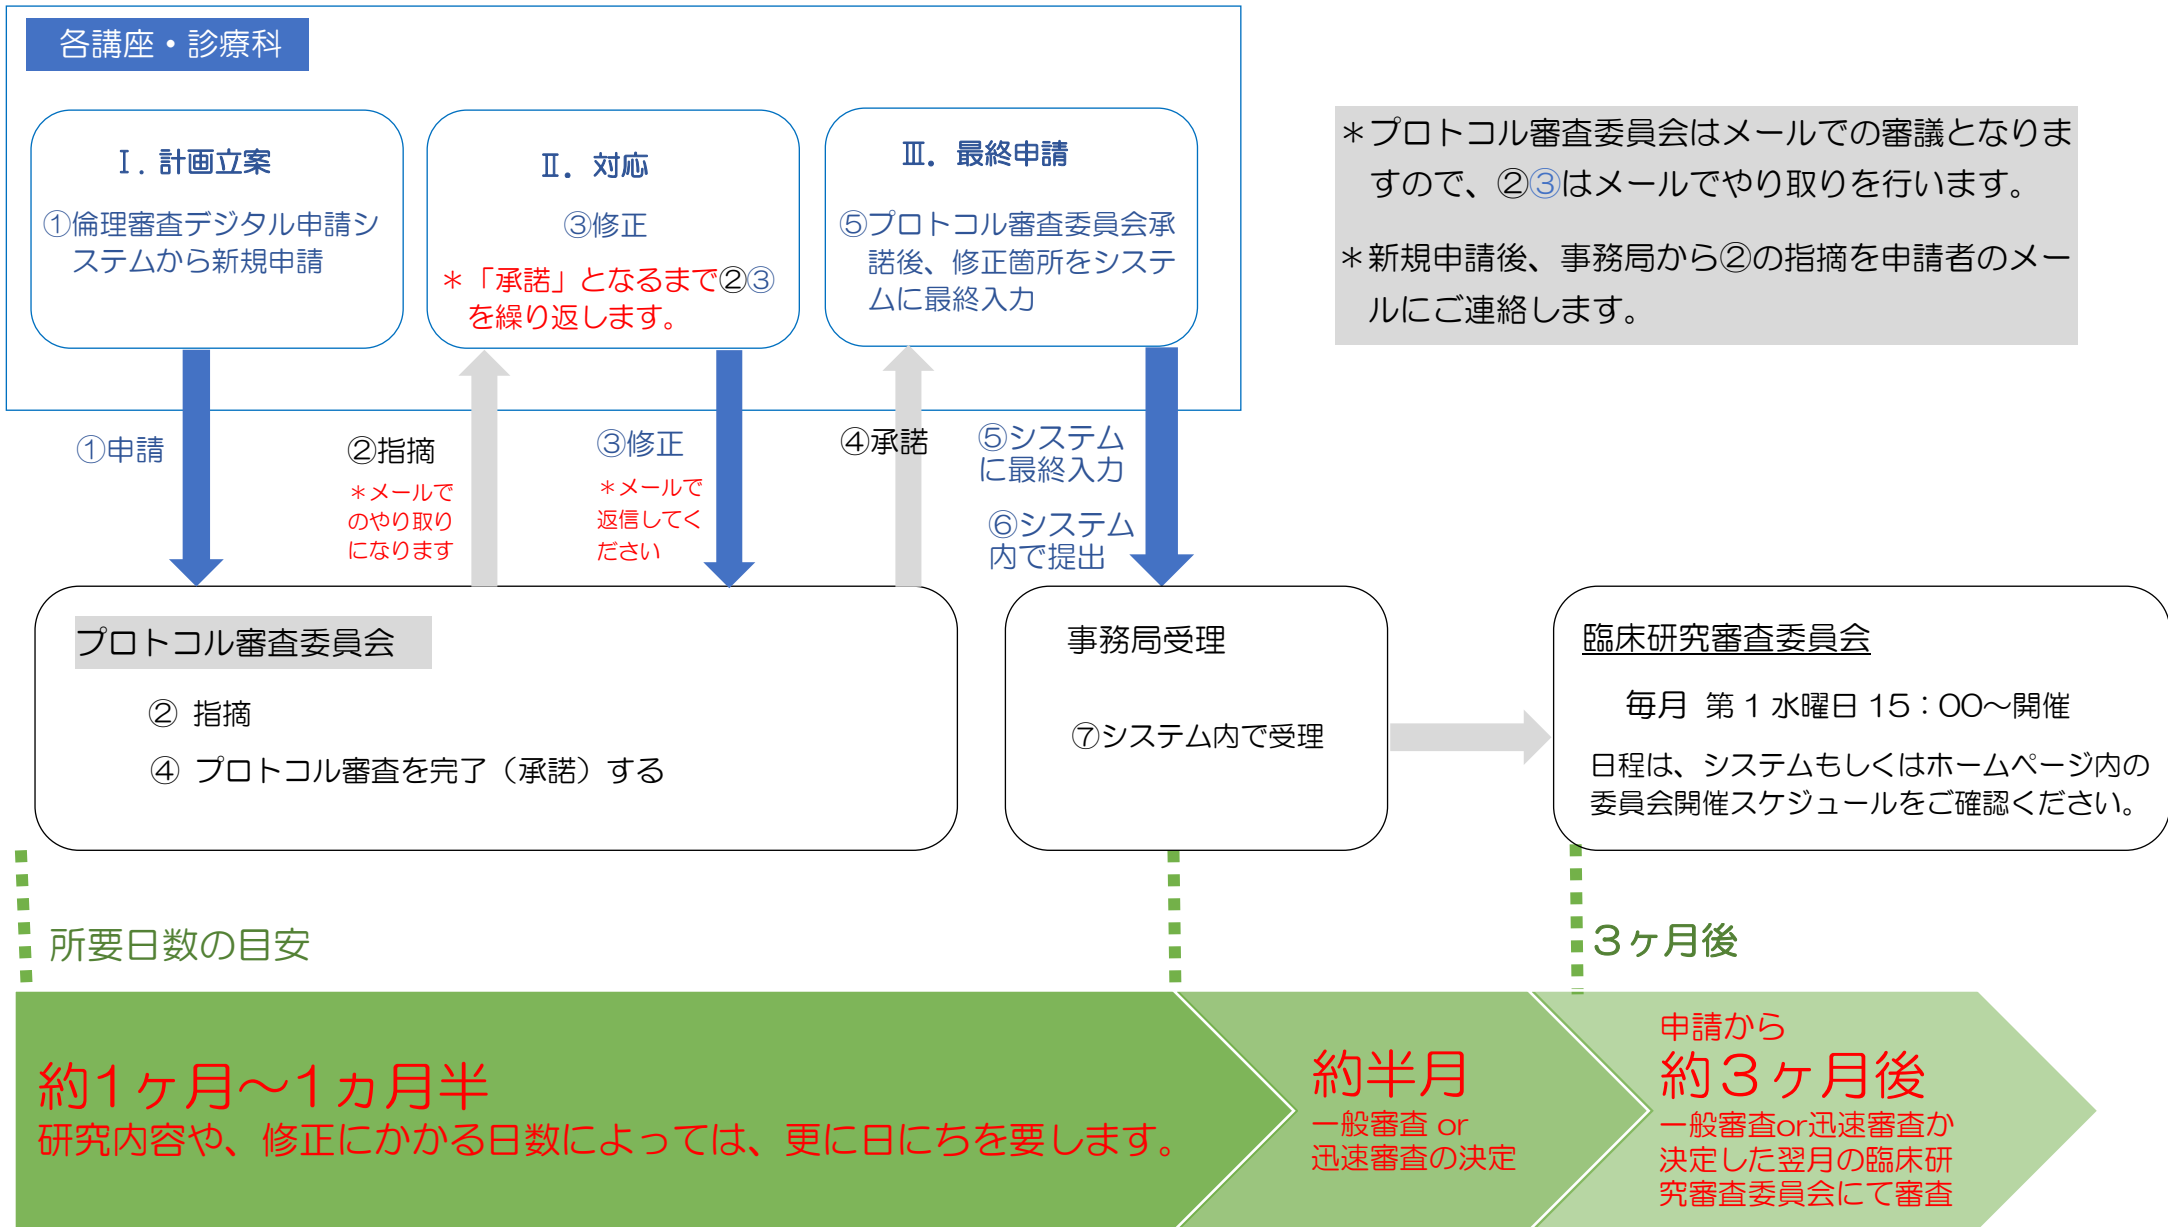 各講座・診療科
Ⅰ. 計画立案
①倫理審査デジタル申請シ
ステムから新規申請
Ⅱ. 対応
③修正
＊「承諾」となるまで②③
を繰り返します。
Ⅲ. 最終申請
⑤プロトコル審査委員会承
諾後、修正箇所をシステ
ムに最終入力
＊プロトコル審査委員会はメールでの審議となりま
すので、②③はメールでやり取りを行います。
＊新規申請後、事務局から②の指摘を申請者のメー
ルにご連絡します。
①申請
②指摘
＊メールで
のやり取り
になります
③修正
＊メールで
返信してく
ださい
④承諾
⑤システム
に最終入力
⑥システム
内で提出
プロトコル審査委員会
② 指摘
④ プロトコル審査を完了（承諾）する
事務局受理
⑦システム内で受理
臨床研究審査委員会
毎月 第1水曜日15：00～開催
日程は、システムもしくはホームページ内の
委員会開催スケジュールをご確認ください。
所要日数の目安
3ヶ月後
約1ヶ月～1ヵ月半
研究内容や、修正にかかる日数によっては、更に日にちを要します。
約半月
一般審査 or
迅速審査の決定
申請から
約3ヶ月後
一般審査or迅速審査か
決定した翌月の臨床研
究審査委員会にて審査